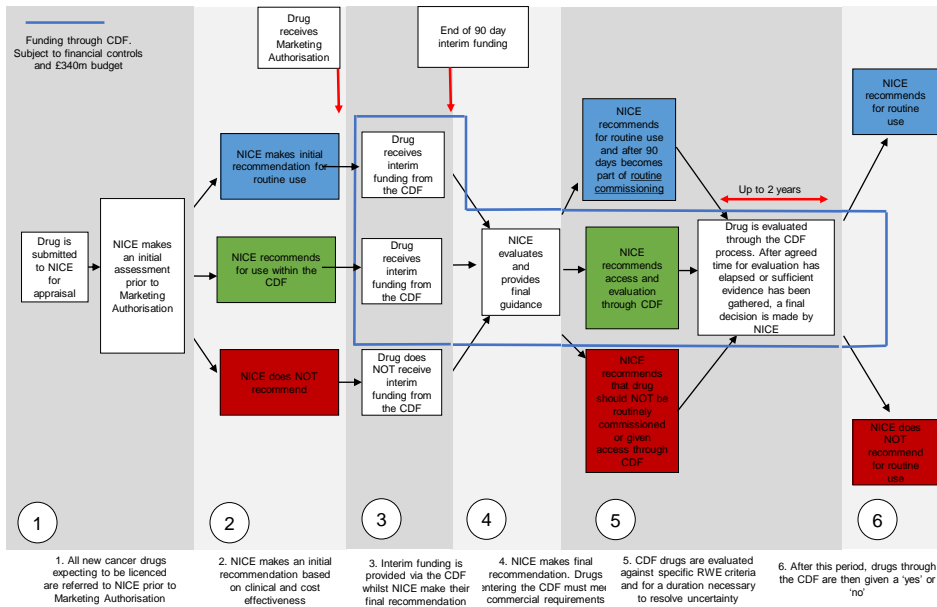 Funding through CDF.
Subject to financial controls
and £340m budget
Drug
receives
Marketing
Authorisation
End of 90 day
interim funding
Drug is
submitted
to NICE
for
appraisal
NICE makes
an initial
assessment
prior to
Marketing
Authorisation
NICE makes initial
recommendation for
routine use
NICE recommends
for use within the
CDF
NICE does NOT
recommend
Drug
receives
interim
funding from
the CDF
Drug
receives
interim
funding from
the CDF
Drug does
NOT receive
interim
funding from
the CDF
NICE
evaluates and
provides
final
guidance
NICE
recommends
for routine use
and after 90
days becomes
part of routine
commissioning
NICE
recommends
access and
evaluation
through CDF
NICE
recommends
that drug
should NOT be
routinely
commissioned
or given
access through
CDF
Up to 2 years
Drug is evaluated
through the CDF
process. After agreed
time for evaluation has
elapsed or sufficient
evidence has been
gathered, a final
decision is made by
NICE
NICE
recommends
for routine
use
NICE does
NOT
recommend
for routine
use
1
2
3
4
5
6
1. All new cancer drugs
expecting to be licenced
are referred to NICE prior to
Marketing Authorisation
2. NICE makes an initial
recommendation based
on clinical and cost
effectiveness
3. Interim funding is
provided via the CDF
whilst NICE make their
final recommendation
4. NICE makes final
recommendation. Drugs
entering the CDF must meet
commercial requirements
5. CDF drugs are evaluated
against specific RWE criteria
and for a duration necessary
to resolve uncertainty
6. After this period, drugs through
the CDF are then given a 'yes' or
'no'